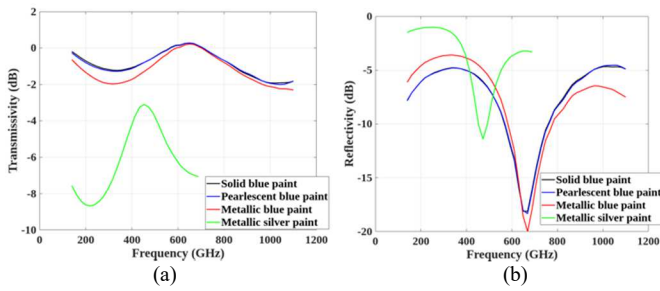 2
0
-2
-4
-6
-8
-10
Transmissivity (dB)
0 200 400 600 800 1000 1200
Frequency (GHz)
Solid blue paint
Pearlescent blue paint
Metallic blue paint
Metallic silver paint
(a)
0
-5
-10
-15
-20
Reflectivity (dB)
0 200 400 600 800 1000 1200
Frequency (GHz)
Solid blue paint
Pearlescent blue paint
Metallic blue paint
Metallic silver paint
(b)